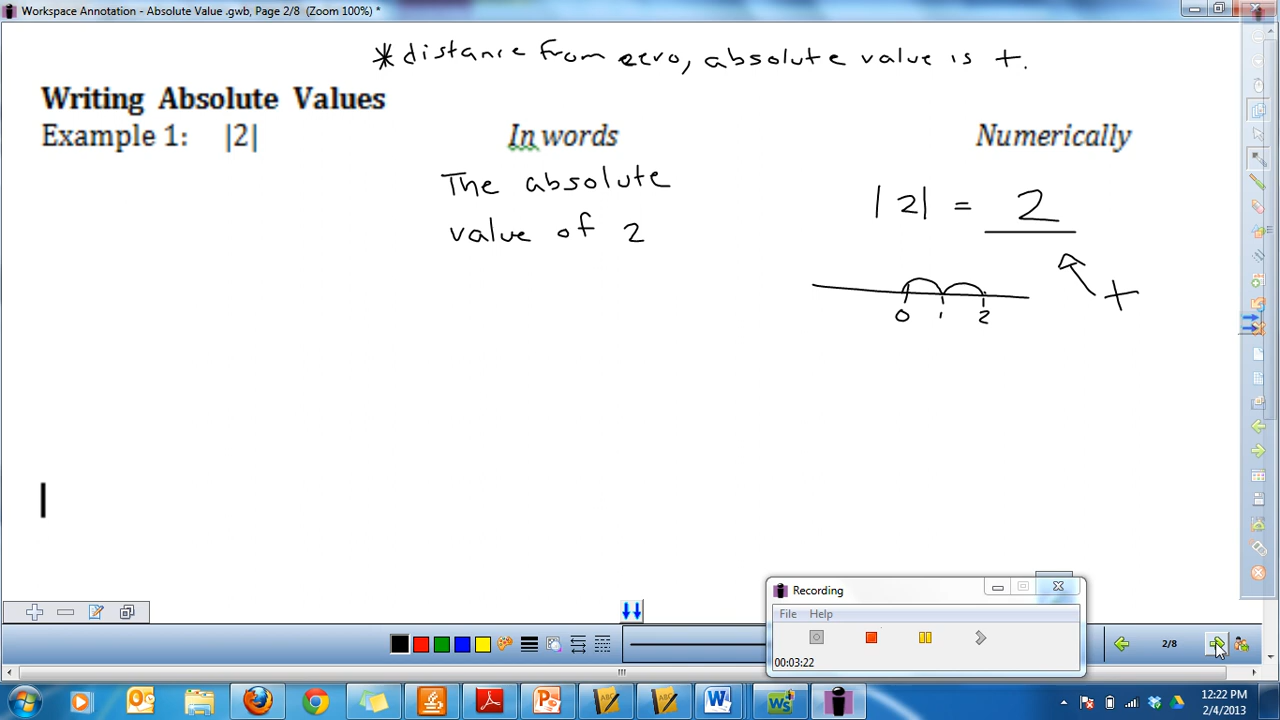 Workspace Annotation - Absolute Value .gwb, Page 2/8 (Zoom 100%) *
*distance from zero, absolute value is +.
Writing Absolute Values
Example 1: |2| In words Numerically
The absolute
value of 2
|2| = 2
+
0 1 2
Recording
File Help
00:03:22
2/8
12:22 PM
2/4/2013